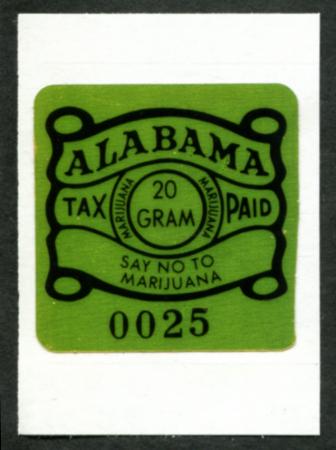 ALABAMA
MARIJUANA 20 MARIJUANA
TAX GRAM PAID
SAY NO TO
MARIJUANA
0025